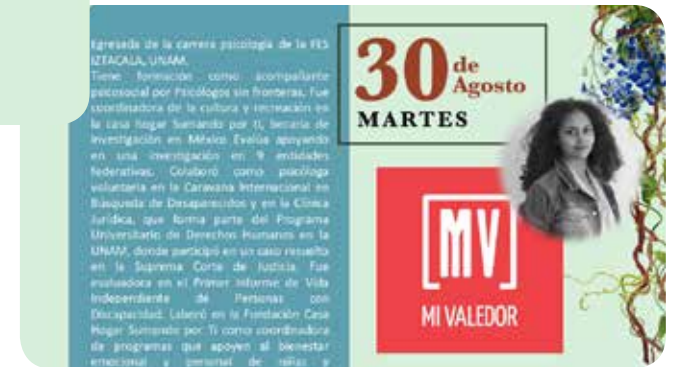 Egresada de la carrera psicología de la FES
IZTACALA, UNAM.
Tiene formación como acompañante
psicosocial por Psicólogos sin fronteras. Fue
coordinadora de la cultura y recreación en
la casa hogar Sumando por ti, becaria de
investigación en México Evalúa apoyando
en una investigación en 9 entidades
federativas. Colaboró como psicóloga
voluntaria en la Caravana Internacional en
Búsqueda de Desaparecidos y en la Clínica
Jurídica, que forma parte del Programa
Universitario de Derechos Humanos en la
UNAM, donde participó en un caso resuelto
en la Suprema Corte de Justicia. Fue
evaluadora en el Primer Informe de Vida
Independiente de Personas con
Discapacidad. Laboró en la Fundación Casa
Hogar Sumando por Ti como coordinadora
de programas que apoyen al bienestar
emocional y personal de niñas y
30 de
Agosto
MARTES
MV
MI VALEDOR